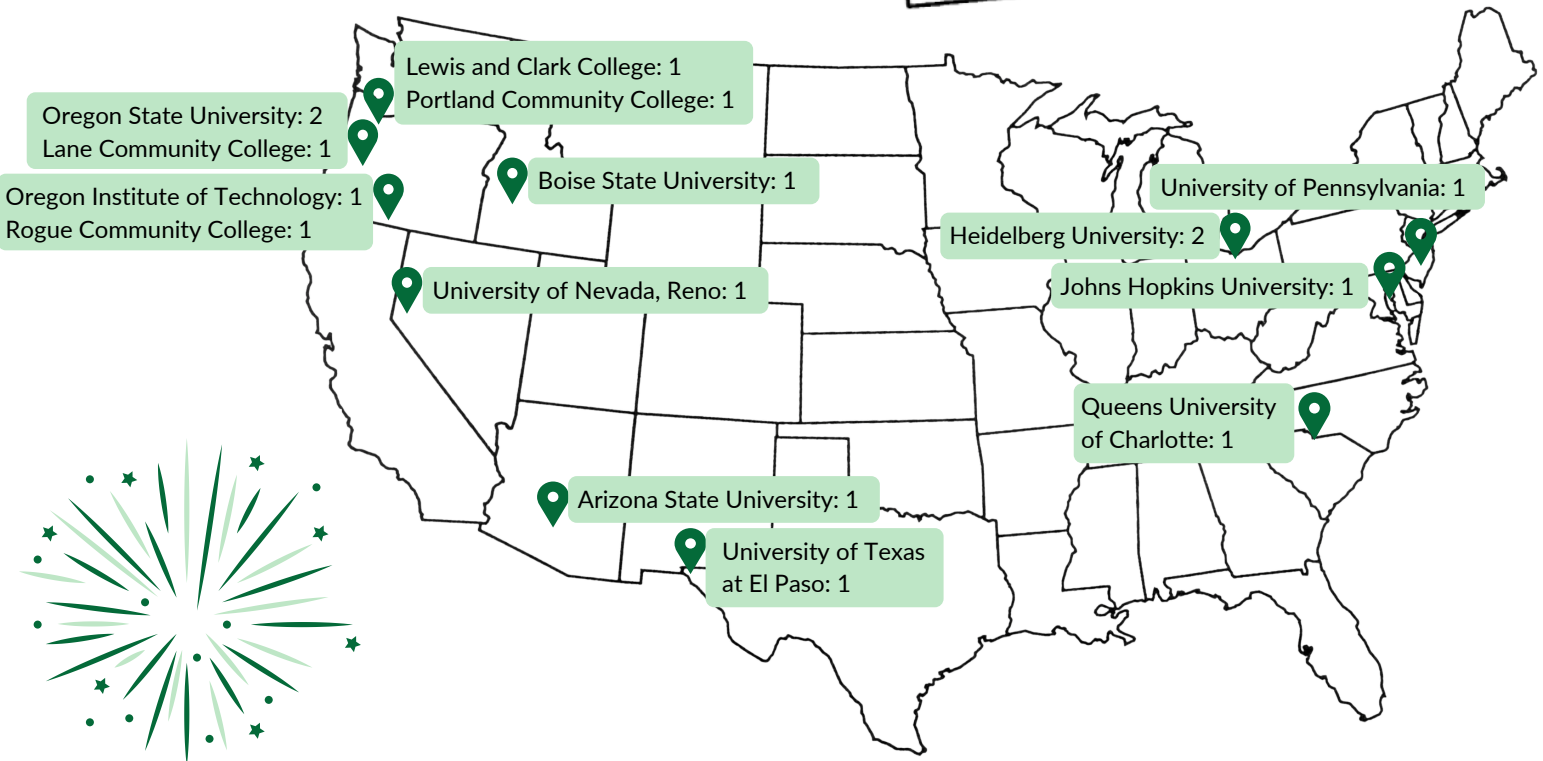 Lewis and Clark College: 1
Portland Community College: 1
Oregon State University: 2
Lane Community College: 1
Oregon Institute of Technology: 1
Rogue Community College: 1
Boise State University: 1
University of Pennsylvania: 1
Heidelberg University: 2
Johns Hopkins University: 1
University of Nevada, Reno: 1
Queens University
of Charlotte: 1
Arizona State University: 1
University of Texas
at El Paso: 1